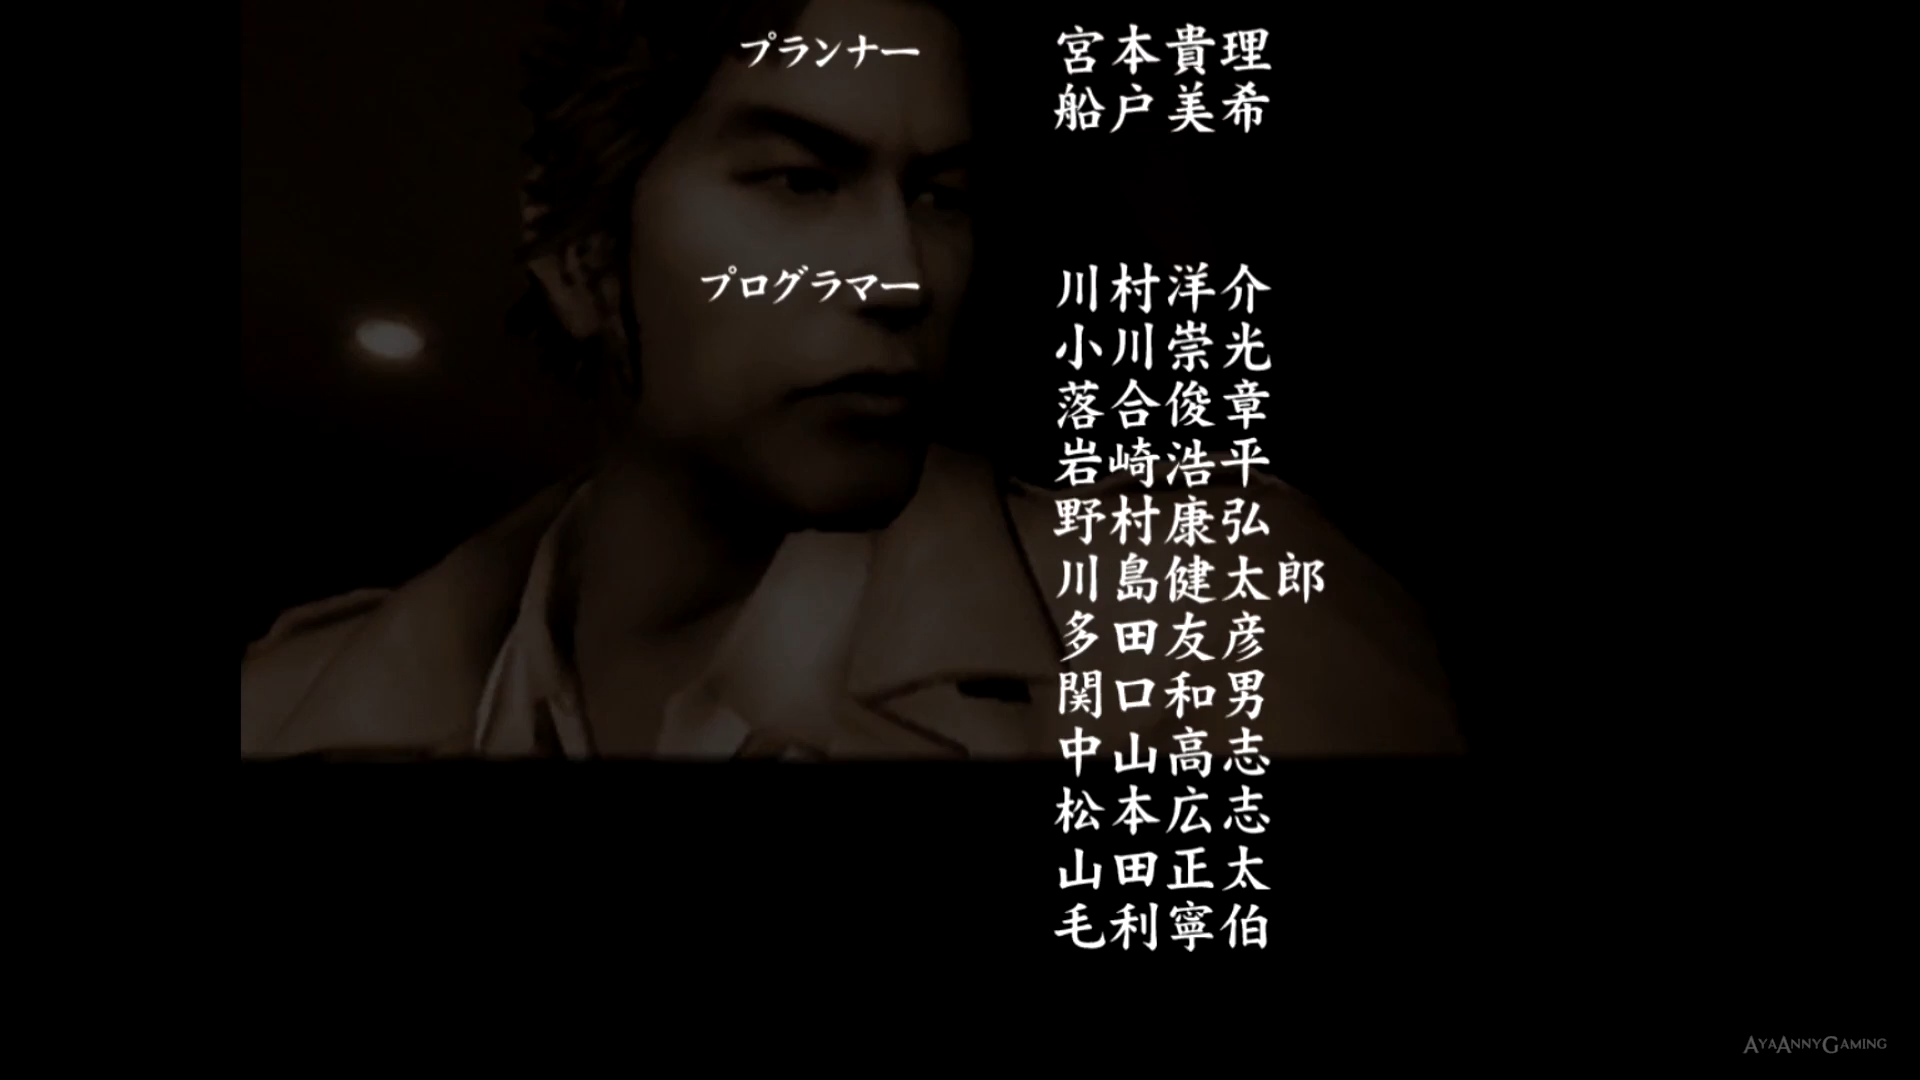 プランナー 宮本貴理
船戸美希
プログラマー 川村洋介
小川崇光
落合俊章
岩崎浩平
野村康弘
川島健太郎
多田友彦
関口和男
中山高志
松本広志
山田正太
毛利寧伯
AyaAnnyGaming